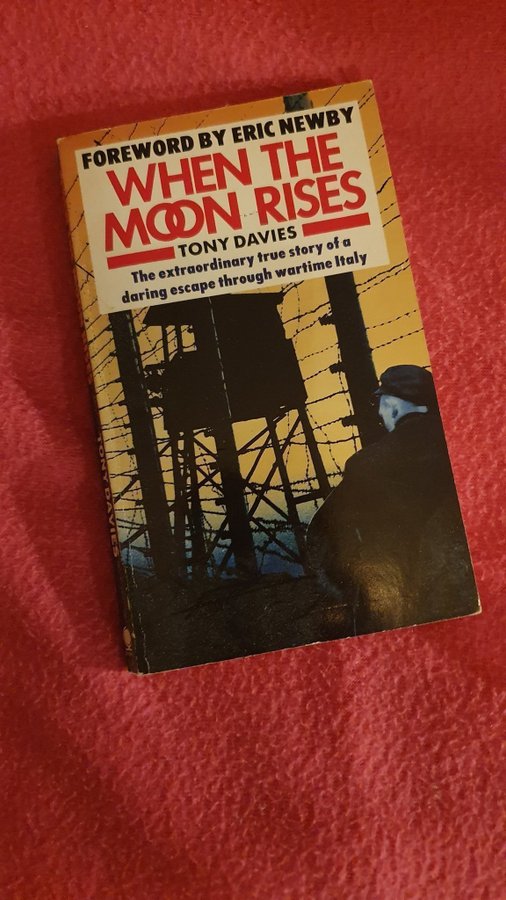 FOREWORD BY ERIC NEWBY
WHEN THE
MOON RISES
TONY DAVIES
The extraordinary true story of a
daring escape through wartime Italy
TONY DAVIES